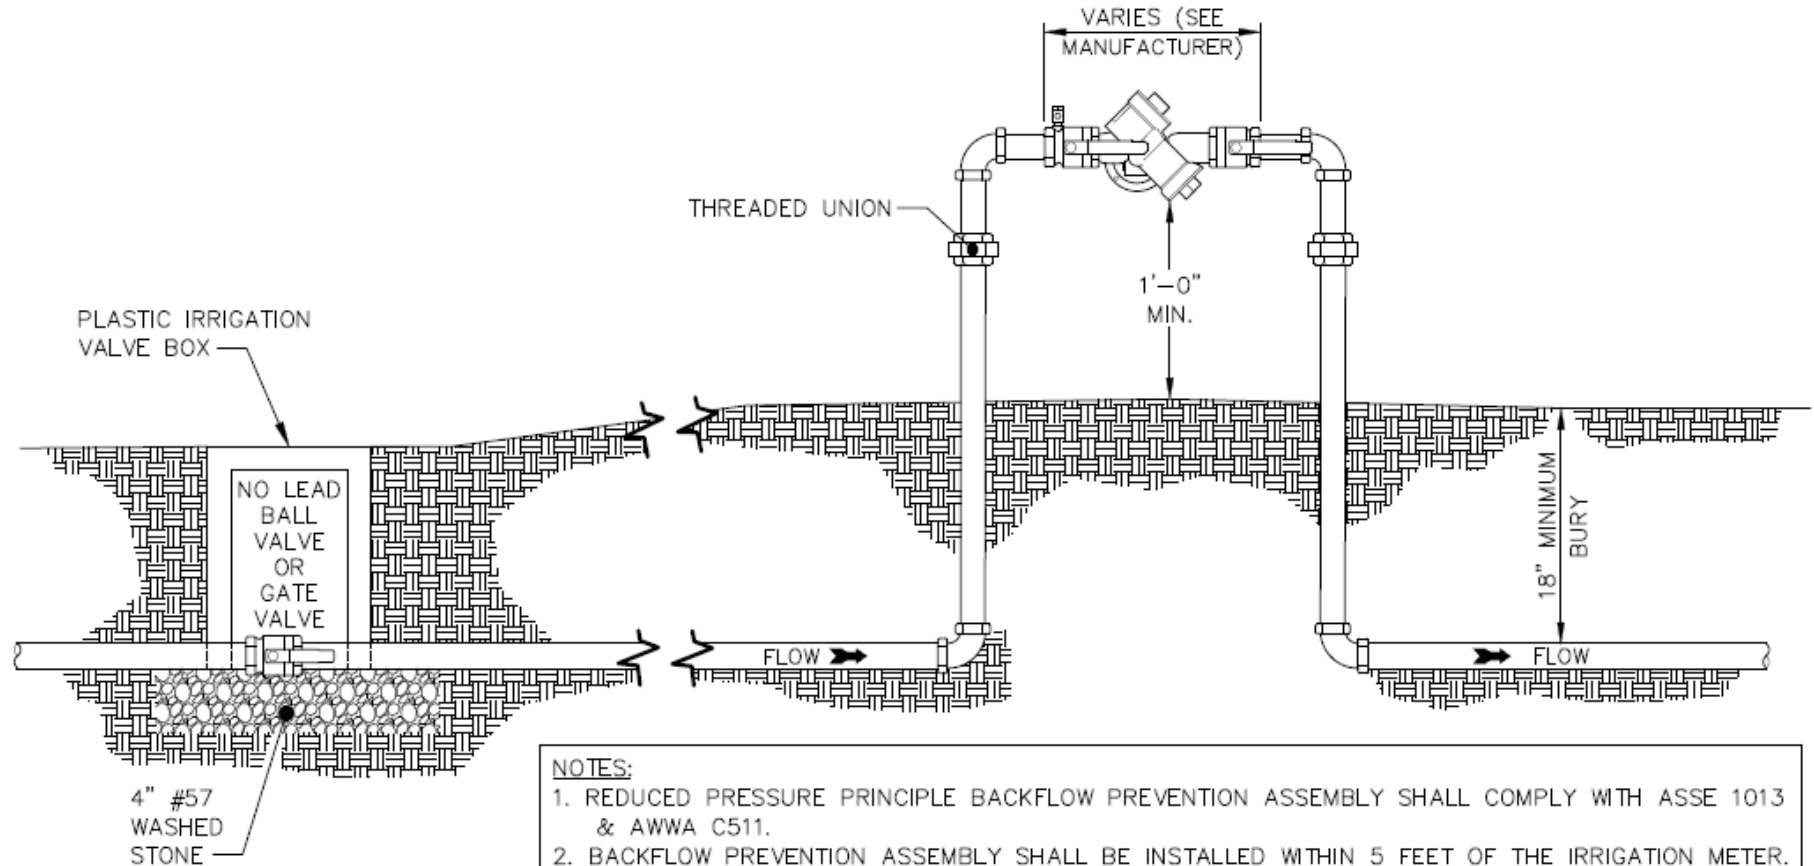 VARIES (SEE
MANUFACTURER)
THREADED UNION
1'-0"
MIN.
PLASTIC IRRIGATION
VALVE BOX
NO LEAD
BALL
VALVE
OR
GATE
VALVE
18" MINIMUM
BURY
FLOW
FLOW
4" #57
WASHED
STONE
NOTES:
1. REDUCED PRESSURE PRINCIPLE BACKFLOW PREVENTION ASSEMBLY SHALL COMPLY WITH ASSE 1013
& AWWA C511.
2. BACKFLOW PREVENTION ASSEMBLY SHALL BE INSTALLED WITHIN 5 FEET OF THE IRRIGATION METER.